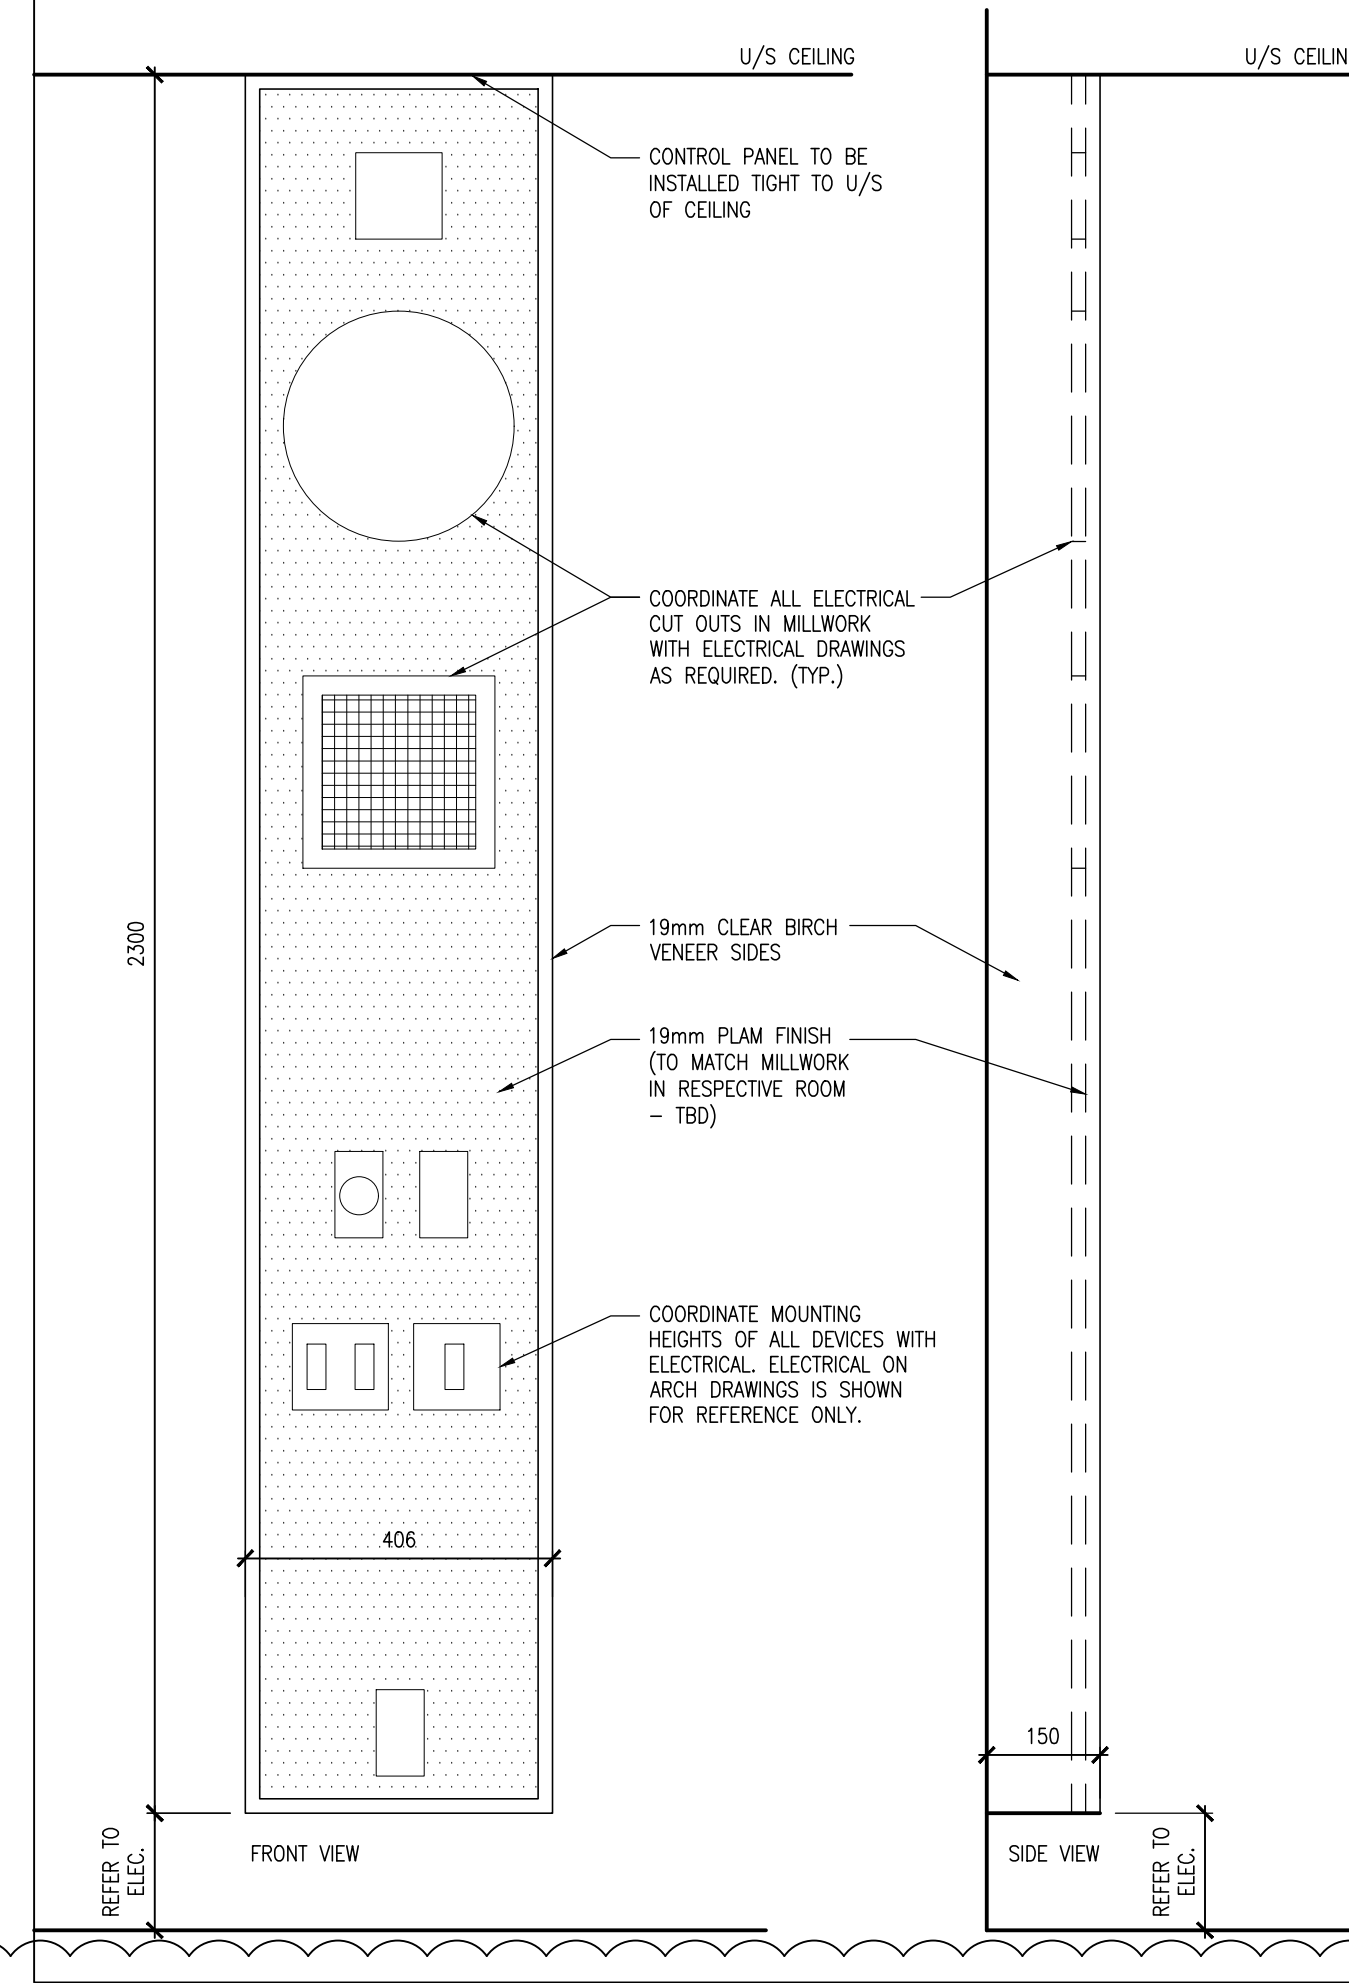 U/S CEILING
U/S CEILIN
CONTROL PANEL TO BE
INSTALLED TIGHT TO U/S
OF CEILING
COORDINATE ALL ELECTRICAL
CUT OUTS IN MILLWORK
WITH ELECTRICAL DRAWINGS
AS REQUIRED. (TYP.)
2300
19mm CLEAR BIRCH
VENEER SIDES
19mm PLAM FINISH
(TO MATCH MILLWORK
IN RESPECTIVE ROOM
– TBD)
COORDINATE MOUNTING
HEIGHTS OF ALL DEVICES WITH
ELECTRICAL. ELECTRICAL ON
ARCH DRAWINGS IS SHOWN
FOR REFERENCE ONLY.
406
150
REFER TO
ELEC.
FRONT VIEW
SIDE VIEW
REFER TO
ELEC.